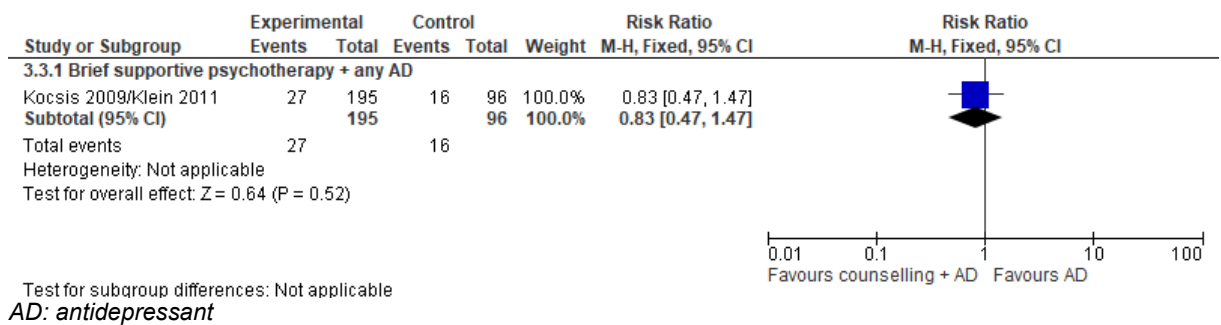 Experimental Control Risk Ratio Risk Ratio
Study or Subgroup Events Total Events Total Weight M-H, Fixed, 95% CI M-H, Fixed, 95% CI
3.3.1 Brief supportive psychotherapy + any AD
Kocsis 2009/Klein 2011 27 195 16 96 100.0% 0.83 [0.47, 1.47]
Subtotal (95% CI) 195 96 100.0% 0.83 [0.47, 1.47]
Total events 27 16
Heterogeneity: Not applicable
Test for overall effect: Z = 0.64 (P = 0.52)
0.01 0.1 1 10 100
Favours counselling + AD Favours AD
Test for subgroup differences: Not applicable
AD: antidepressant